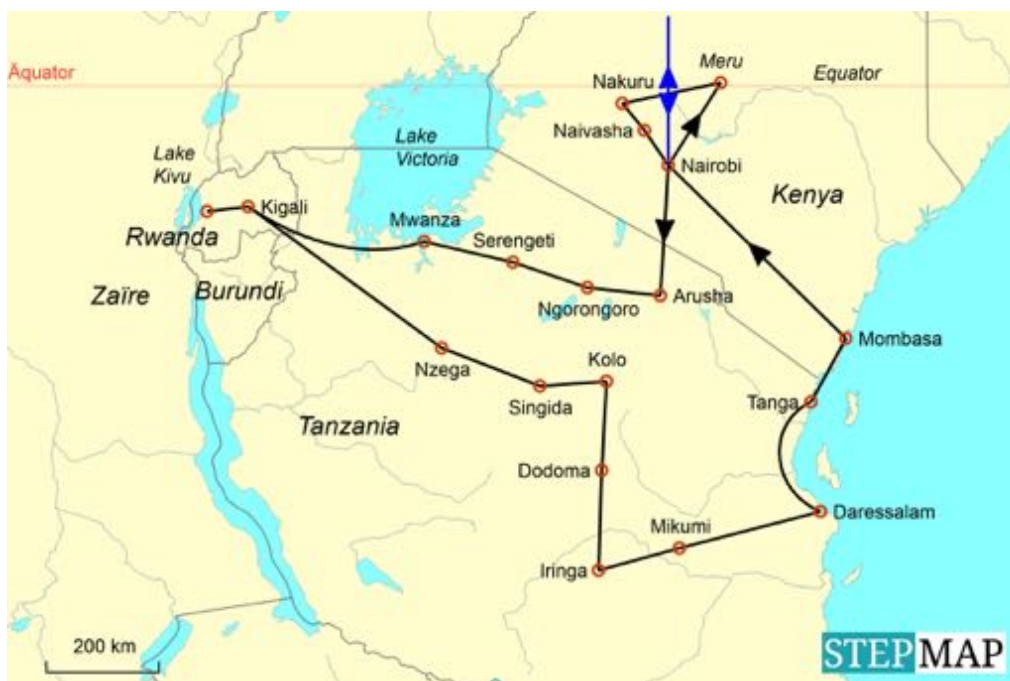 Äquator
Meru
Equator
Nakuru
Naivasha
Lake
Victoria
Nairobi
Lake
Kivu
Kigali
Kenya
Rwanda
Mwanza
Serengeti
Zaïre
Burundi
Ngorongoro
Arusha
Mombasa
Kolo
Nzega
Singida
Tanga
Tanzania
Dodoma
Daressalam
Mikumi
Iringa
200 km
STEPMAP